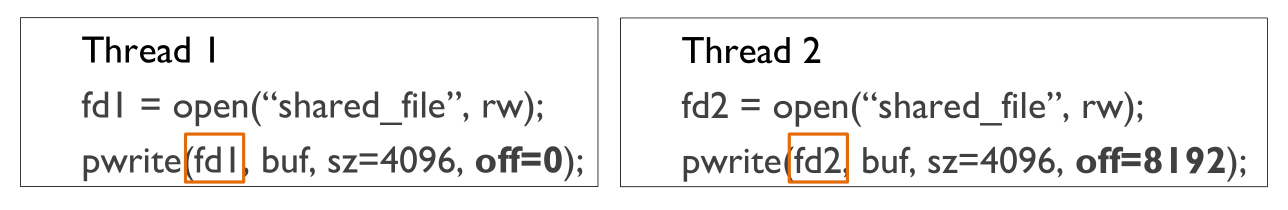 Thread 1
fd1 = open(“shared_file”, rw);
pwrite(fd1, buf, sz=4096, off=0);
Thread 2
fd2 = open(“shared_file”, rw);
pwrite(fd2, buf, sz=4096, off=8192);